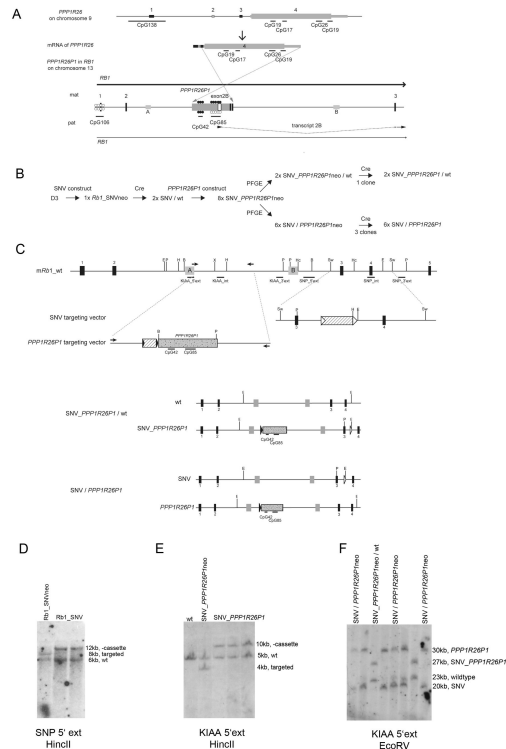 A
PPP1R26
on chromosome 9
1 2 3 4
CpG138
CpG19 CpG26
CpG17 CpG19
mRNA of PPP1R26
4
CpG19 CpG26
CpG17 CpG19
PPP1R26P1 in RB1
on chromosome 13
RB1
PPP1R26P1
mat
1 2 exon2B 3
A B
pat
CpG106
CpG42 CpG85
transcript 2B
RB1
B
SNV construct Cre PPP1R26P1 construct
D3 1x Rb1_SNVneo 2x SNV / wt 8x SNV_PPP1R26P1neo
PFGE 2x SNV_PPP1R26P1neo / wt Cre 1 clone 2x SNV_PPP1R26P1 / wt
PFGE 6x SNV / PPP1R26P1neo Cre 3 clones 6x SNV / PPP1R26P1
C
mRb1_wt
KIAA_5'ext KIAA_int KIAA_3'ext SNP_5'ext SNP_int SNP_3'ext
SNV targeting vector
PPP1R26P1 targeting vector
PPP1R26P1
CpG42 CpG85
wt
SNV_PPP1R26P1 / wt
SNV_PPP1R26P1
CpG42
CpG85
SNV
SNV / PPP1R26P1
PPP1R26P1
CpG42
CpG85
D
Rb1_SNVneo
Rb1_SNV
12kb, -cassette
8kb, targeted
6kb, wt
SNP 5' ext
HincII
E
wt
SNV_PPP1R26P1neo
SNV_PPP1R26P1
10kb, -cassette
5kb, wt
4kb, targeted
KIAA 5'ext
HincII
F
SNV / PPP1R26P1neo
SNV_PPP1R26P1neo / wt
SNV / PPP1R26P1neo
SNV / PPP1R26P1neo
30kb, PPP1R26P1
27kb, SNV_PPP1R26P1
23kb, wildtype
20kb, SNV
KIAA 5'ext
EcoRV